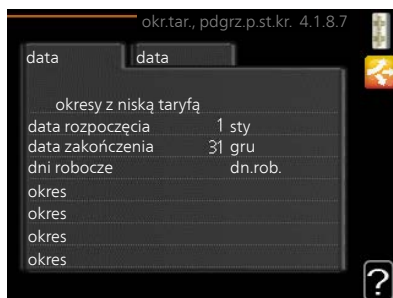 okr.tar., pdgrz.p.st.kr. 4.1.8.7
data data
okresy z niską taryfą
data rozpoczęcia 1 sty
data zakończenia 31 gru
dni robocze dn.rob.
okres
okres
okres
okres
?